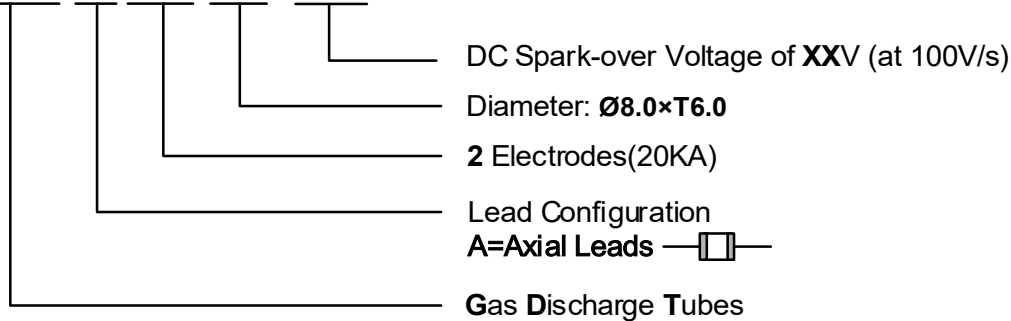 DC Spark-over Voltage of XXV (at 100V/s)
Diameter: Ø8.0×T6.0
2 Electrodes(20KA)
Lead Configuration
A=Axial Leads
Gas Discharge Tubes